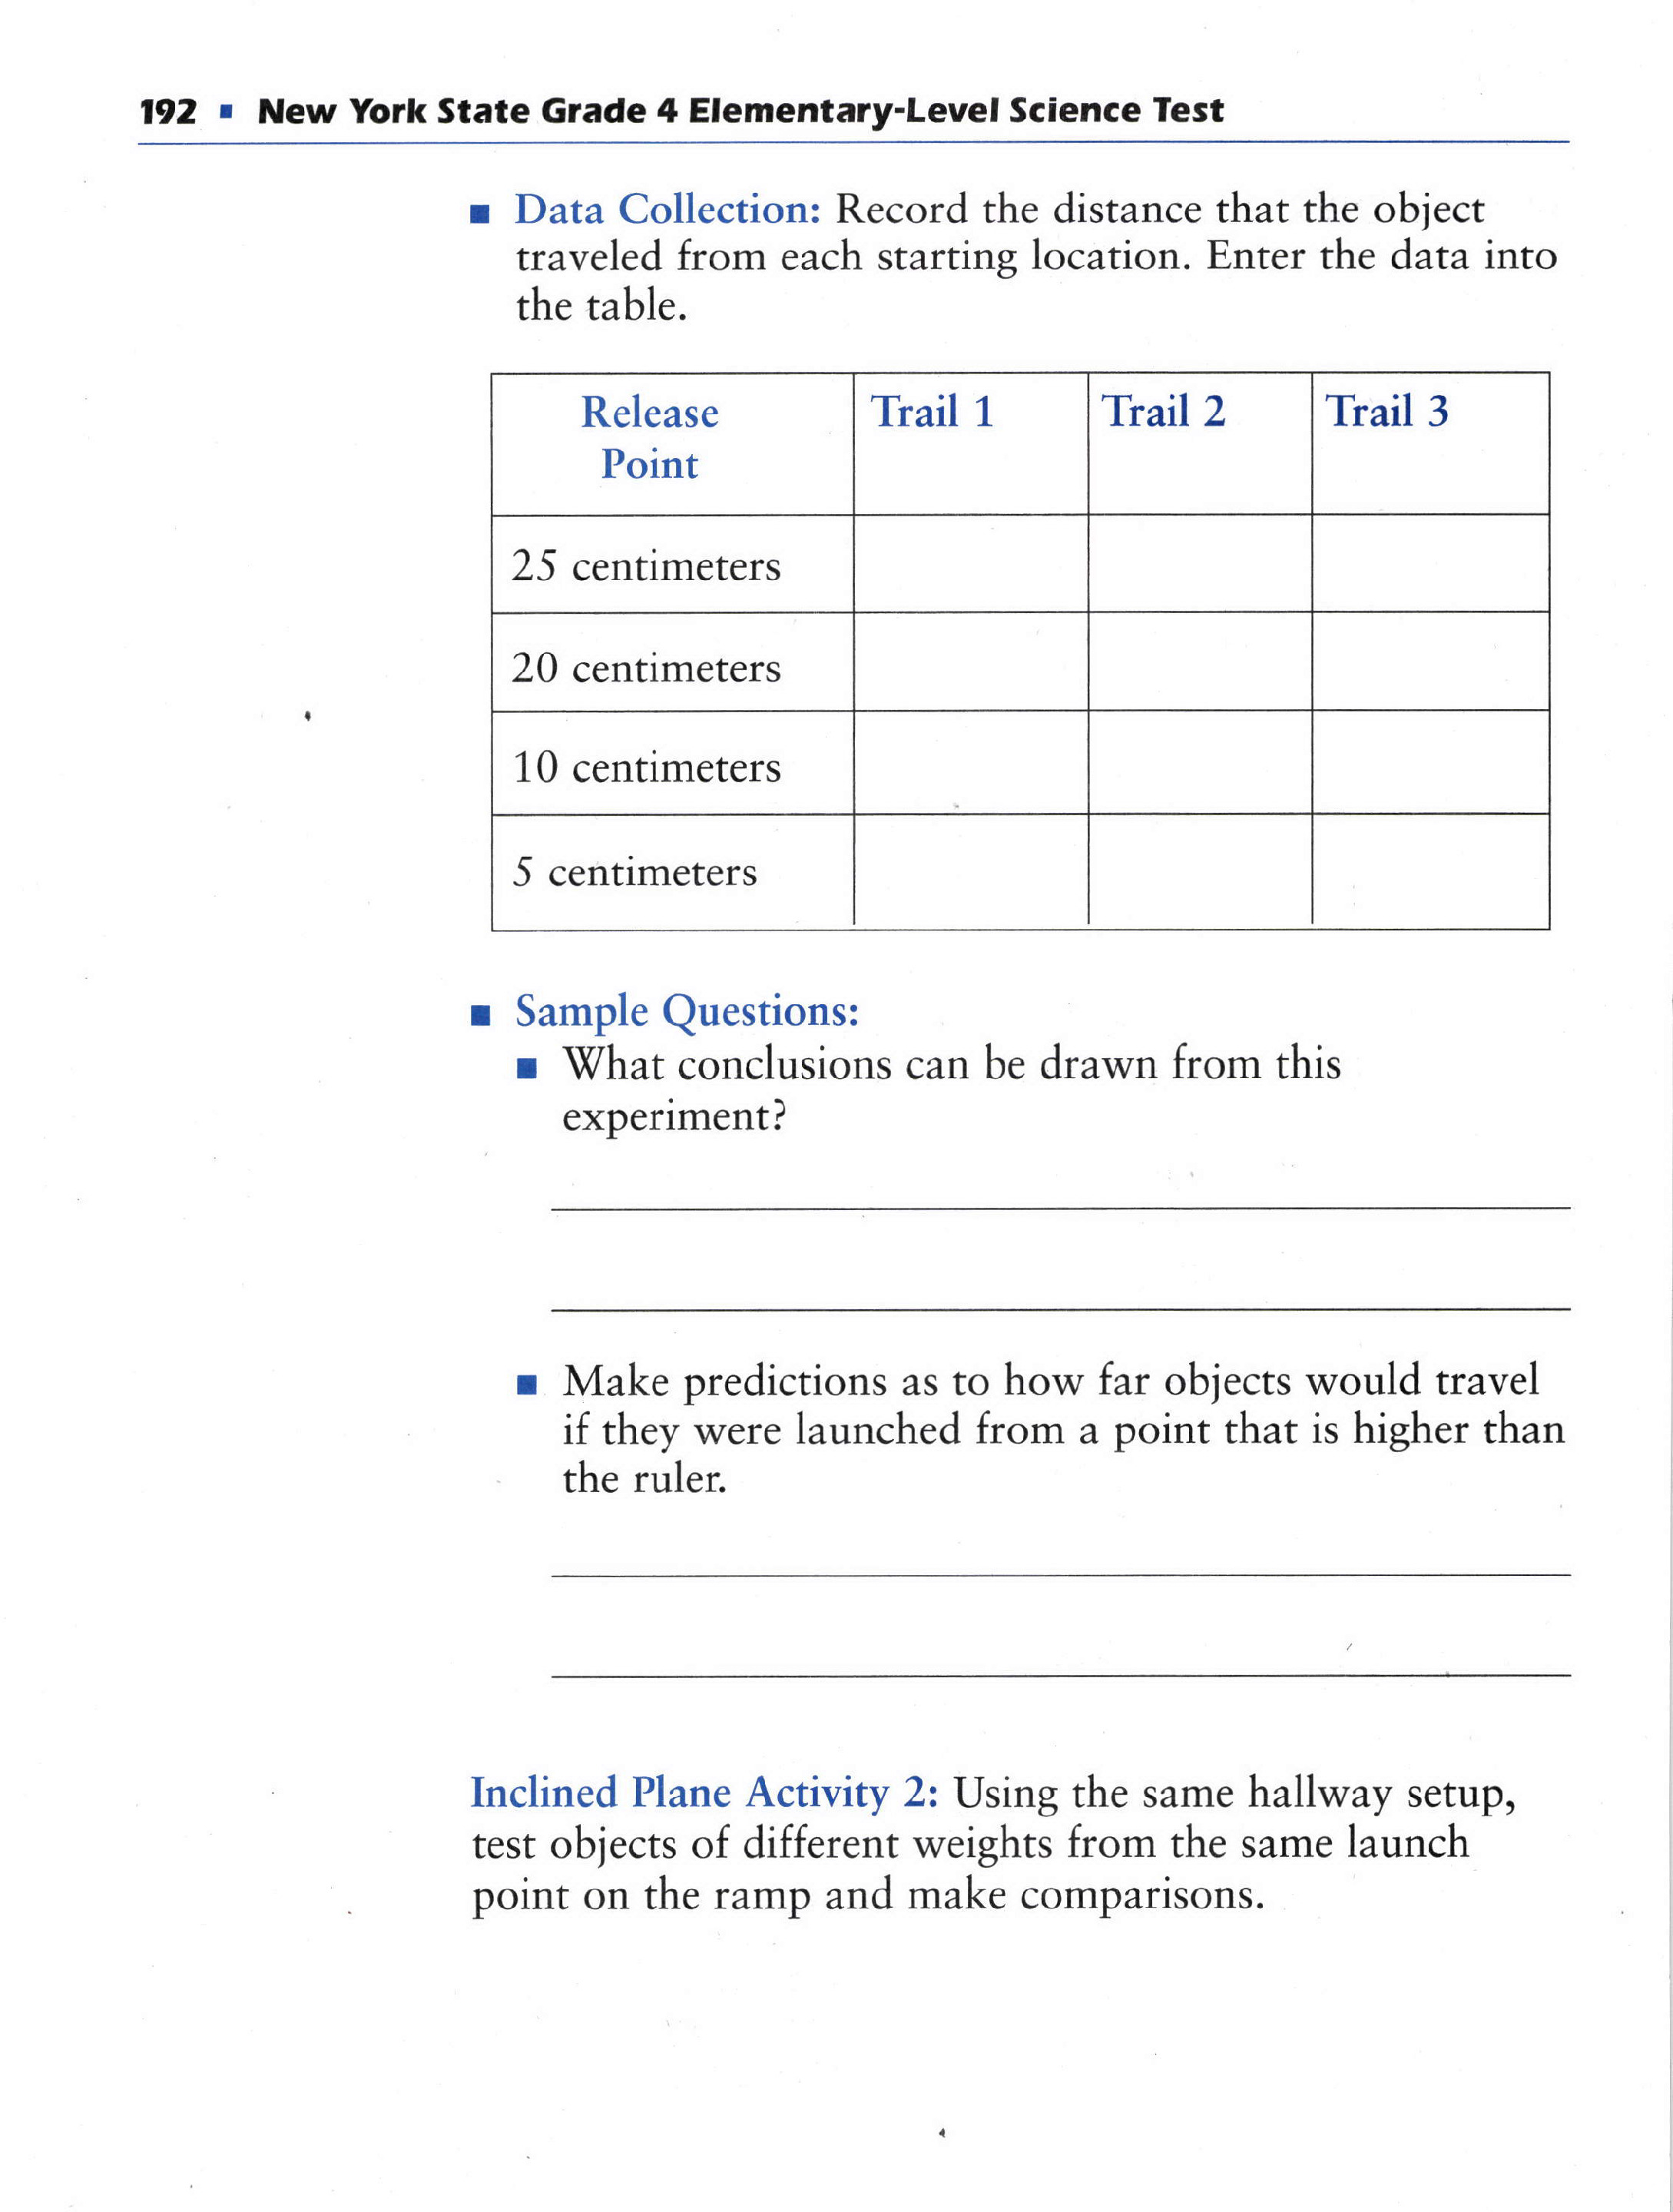 192 ▪ New York State Grade 4 Elementary-Level Science Test
▪ Data Collection: Record the distance that the object
traveled from each starting location. Enter the data into
the table.
Release Trail 1 Trail 2 Trail 3
Point
25 centimeters
20 centimeters
10 centimeters
5 centimeters
▪ Sample Questions:
▪ What conclusions can be drawn from this
experiment?
▪ Make predictions as to how far objects would travel
if they were launched from a point that is higher than
the ruler.
Inclined Plane Activity 2: Using the same hallway setup,
test objects of different weights from the same launch
point on the ramp and make comparisons.